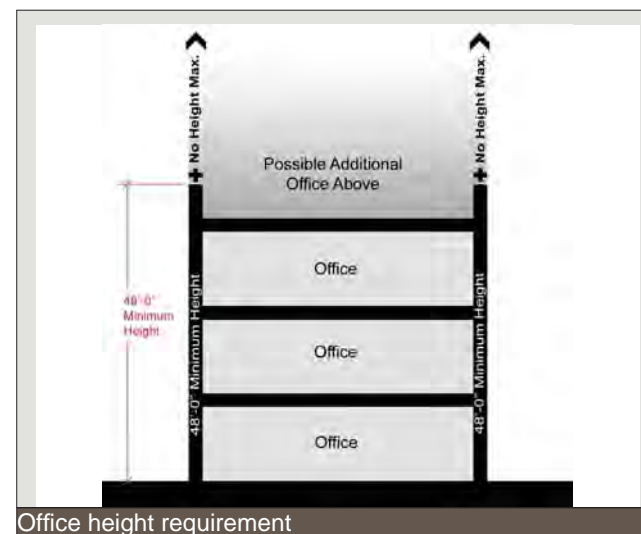 No Height Max.
No Height Max.
Possible Additional
Office Above
Office
48'-0"
Minimum
Height
48'-0" Minimum Height
48'-0" Minimum Height
Office
Office
Office height requirement